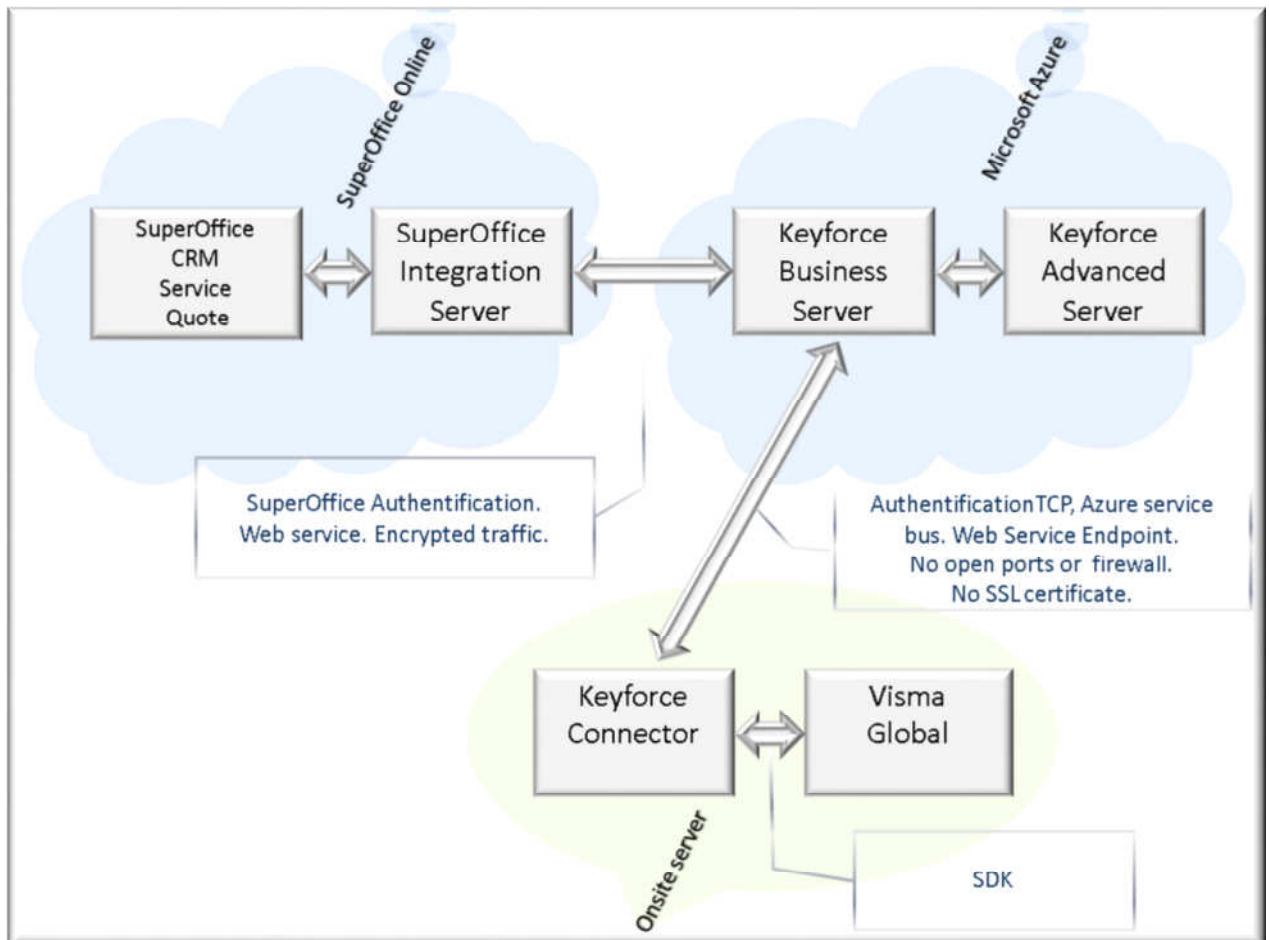 SuperOffice Online
Microsoft Azure
SuperOffice
CRM
Service
Quote
SuperOffice
Integration
Server
Keyforce
Business
Server
Keyforce
Advanced
Server
SuperOffice Authentification.
Web service. Encrypted traffic.
AuthentificationTCP, Azure service
bus. Web Service Endpoint.
No open ports or firewall.
No SSL certificate.
Keyforce
Connector
Visma
Global
Onsite server
SDK